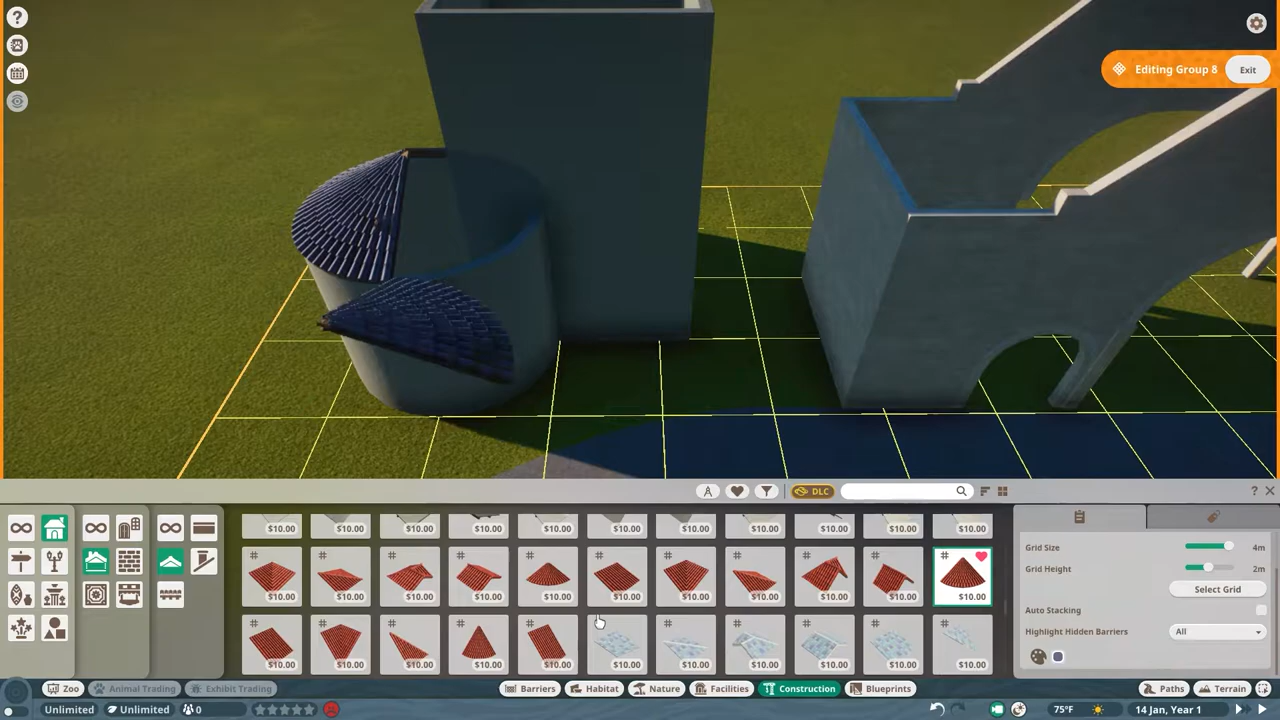 ?
Editing Group 8 Exit
A DLC ? ×
$10.00 $10.00 $10.00 $10.00 $10.00 $10.00 $10.00 $10.00 $10.00 $10.00 $10.00
# # # # # # # # # # #
$10.00 $10.00 $10.00 $10.00 $10.00 $10.00 $10.00 $10.00 $10.00 $10.00 $10.00
# # # # # # # # # # #
$10.00 $10.00 $10.00 $10.00 $10.00 $10.00 $10.00 $10.00 $10.00 $10.00 $10.00
Grid Size 4m
Grid Height 2m
Select Grid
Auto Stacking
Highlight Hidden Barriers All
Zoo Animal Trading Exhibit Trading Barriers Habitat Nature Facilities Construction Blueprints Paths Terrain
Unlimited Unlimited 0 75°F 14 Jan, Year 1